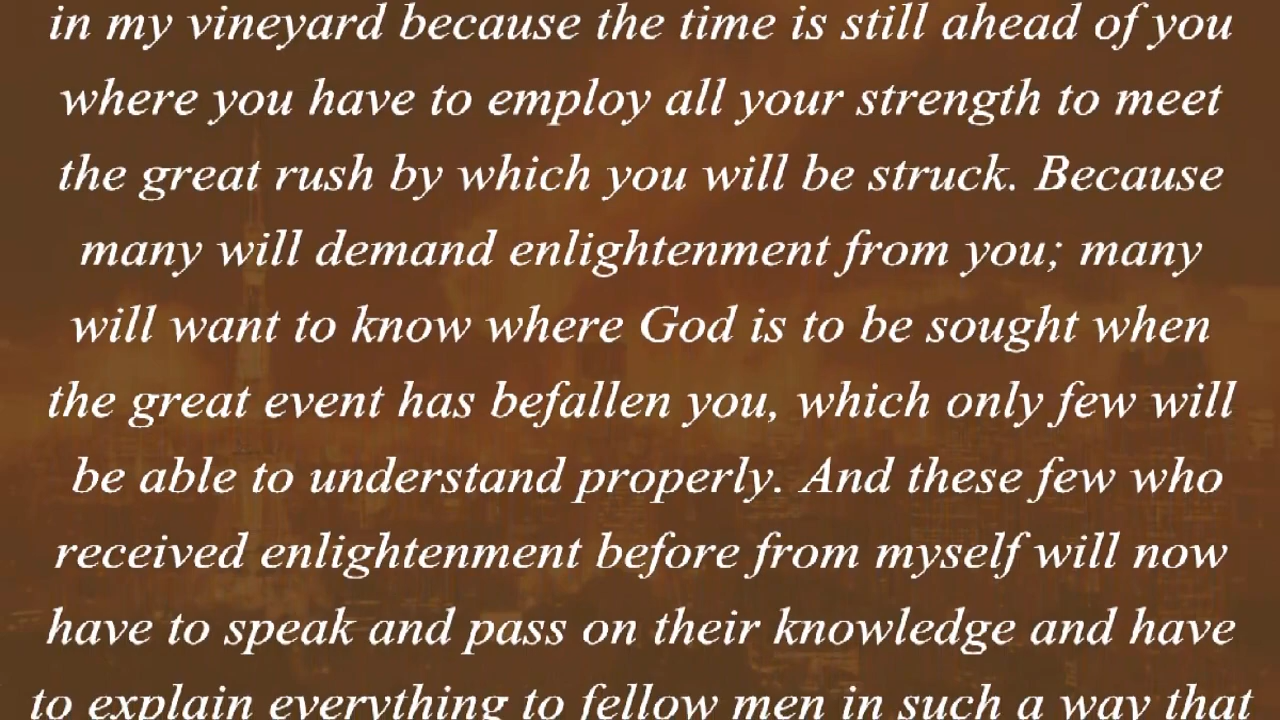 in my vineyard because the time is still ahead of you
where you have to employ all your strength to meet
the great rush by which you will be struck. Because
many will demand enlightenment from you; many
will want to know where God is to be sought when
the great event has befallen you, which only few will
be able to understand properly. And these few who
received enlightenment before from myself will now
have to speak and pass on their knowledge and have
to explain everything to fellow men in such a way that